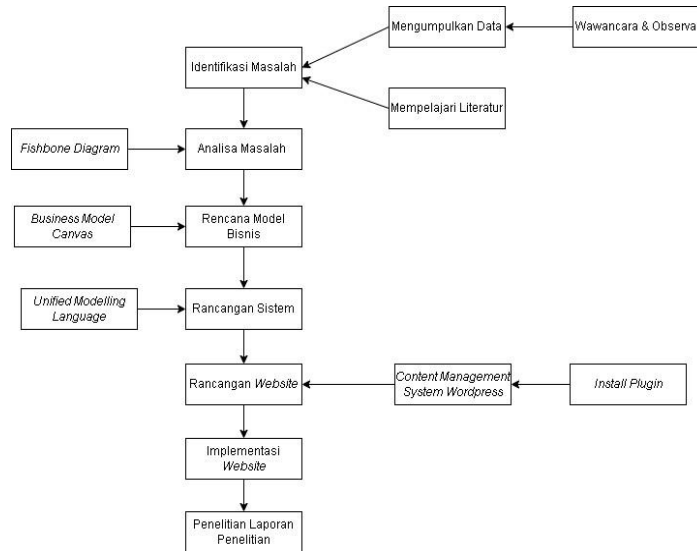 Mengumpulkan Data
Wawancara & Observa
Identifikasi Masalah
Mempelajari Literatur
Fishbone Diagram
Analisa Masalah
Business Model
Canvas
Rencana Model
Bisnis
Unified Modelling
Language
Rancangan Sistem
Rancangan Website
Content Management
System Wordpress
Install Plugin
Implementasi
Website
Penelitian Laporan
Penelitian